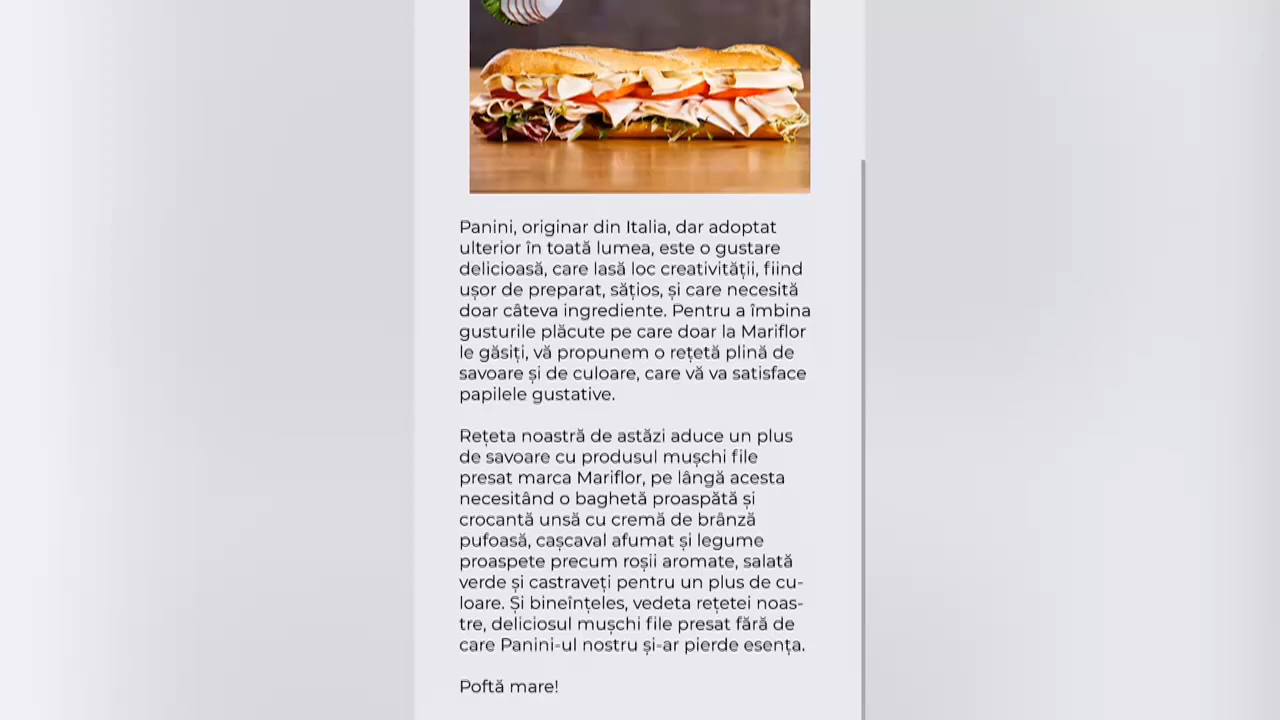 Panini, originar din Italia, dar adoptat
ulterior în toată lumea, este o gustare
delicioasă, care lasă loc creativității, fiind
ușor de preparat, sățios, și care necesită
doar câteva ingrediente. Pentru a îmbina
gusturile plăcute pe care doar la Mariflor
le găsiți, vă propunem o rețetă plină de
savoare și de culoare, care vă va satisface
papilele gustative.
Rețeta noastră de astăzi aduce un plus
de savoare cu produsul mușchi file
presat marca Mariflor, pe lângă acesta
necesitând o baghetă proaspătă și
crocantă unsă cu cremă de brânză
pufoasă, cașcaval afumat și legume
proaspete precum roșii aromate, salată
verde și castraveți pentru un plus de cu-
loare. Și bineînțeles, vedeta rețetei noas-
tre, deliciosul mușchi file presat fără de
care Panini-ul nostru și-ar pierde esența.
Poftă mare!